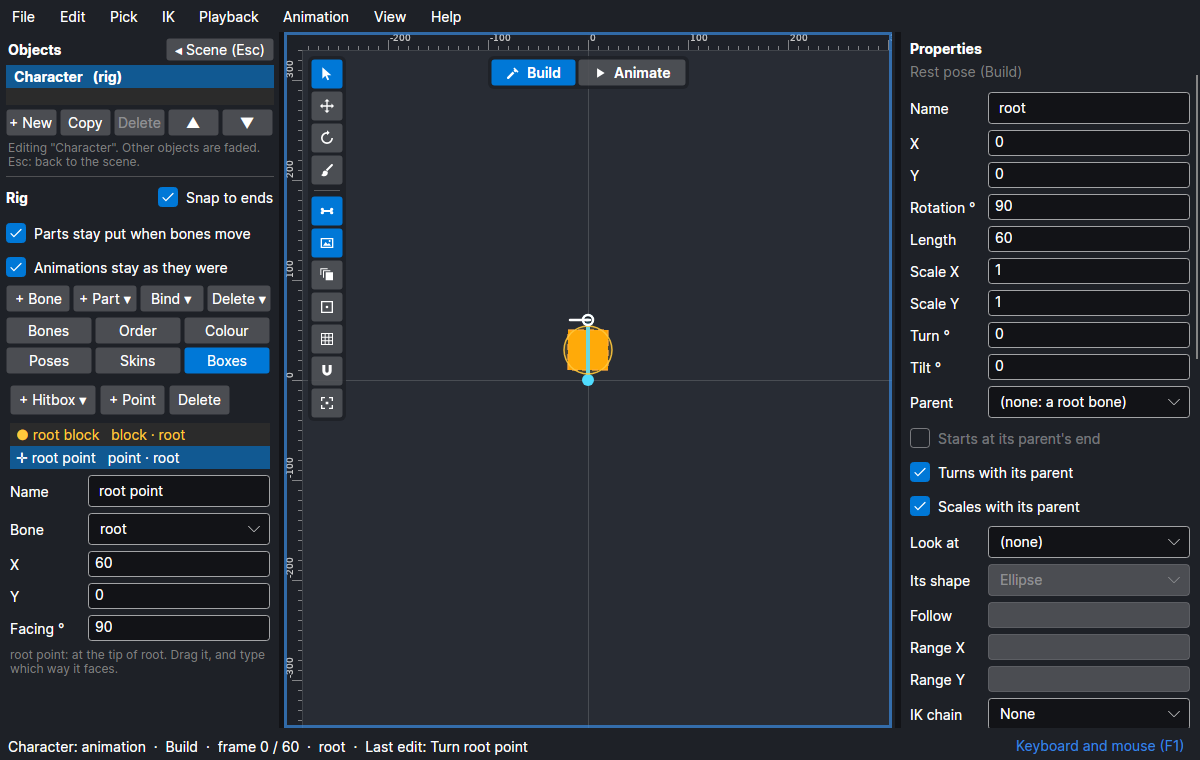 File Edit Pick IK Playback Animation View Help
Objects
◂ Scene (Esc)
Character (rig)
+ New Copy Delete ▲ ▼
Editing "Character". Other objects are faded.
Esc: back to the scene.
Rig
Snap to ends
Parts stay put when bones move
Animations stay as they were
+ Bone + Part ▾ Bind ▾ Delete ▾
Bones Order Colour
Poses Skins Boxes
+ Hitbox ▾ + Point Delete
root block block · root
root point point · root
Name root point
Bone root
X 60
Y 0
Facing ° 90
root point: at the tip of root. Drag it, and type
which way it faces.
-200 -100 0 100 200
300
200
100
0
-100
-200
-300
Build Animate
Properties
Rest pose (Build)
Name root
X 0
Y 0
Rotation ° 90
Length 60
Scale X 1
Scale Y 1
Turn ° 0
Tilt ° 0
Parent (none: a root bone)
Starts at its parent's end
Turns with its parent
Scales with its parent
Look at (none)
Its shape Ellipse
Follow
Range X
Range Y
IK chain None
Character: animation · Build · frame 0 / 60 · root · Last edit: Turn root point
Keyboard and mouse (F1)